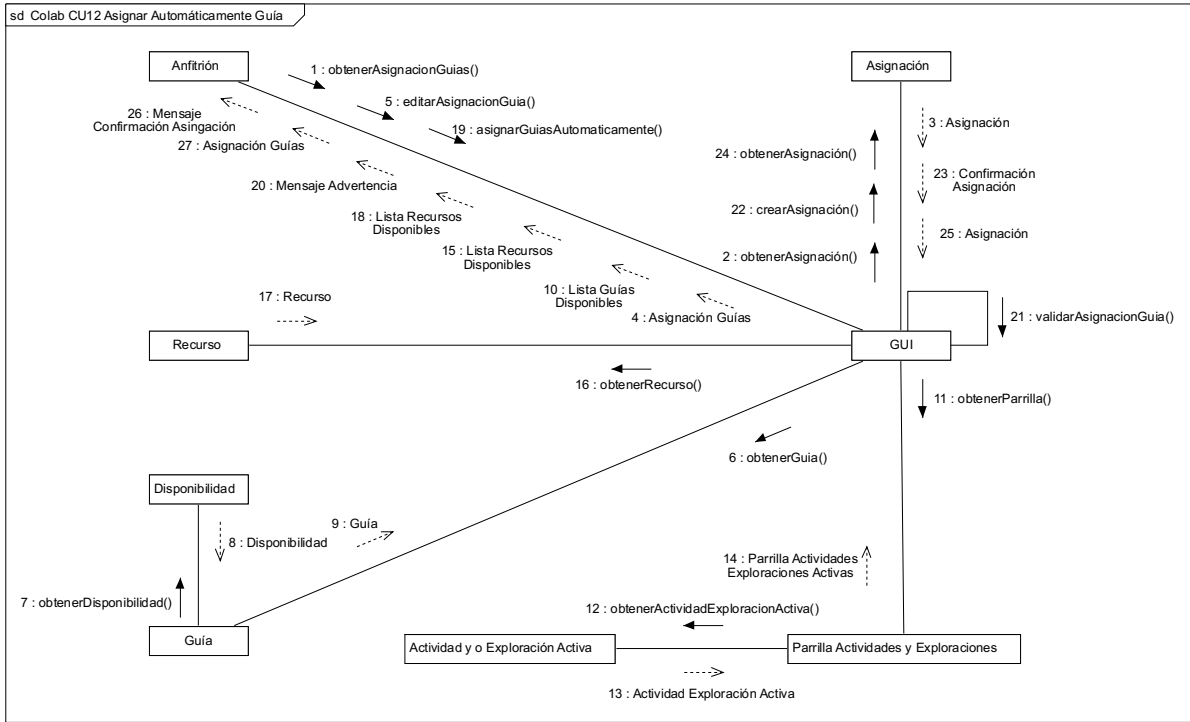 sd Colab CU12 Asignar Automáticamente Guía
Anfitrión
Asignación
1 : obtenerAsignacionGuias()
5 : editarAsignacionGuia()
19 : asignarGuiasAutomaticamente()
26 : Mensaje
Confirmación Asingación
27 : Asignación Guías
20 : Mensaje Advertencia
18 : Lista Recursos
Disponibles
15 : Lista Recursos
Disponibles
10 : Lista Guías
Disponibles
4 : Asignación Guías
3 : Asignación
24 : obtenerAsignación()
23 : Confirmación
Asignación
22 : crearAsignación()
25 : Asignación
2 : obtenerAsignación()
17 : Recurso
Recurso
GUI
21 : validarAsignacionGuia()
16 : obtenerRecurso()
11 : obtenerParrilla()
6 : obtenerGuia()
Disponibilidad
9 : Guía
8 : Disponibilidad
7 : obtenerDisponibilidad()
Guía
14 : Parrilla Actividades
Exploraciones Activas
12 : obtenerActividadExploracionActiva()
Actividad y o Exploración Activa
Parrilla Actividades y Exploraciones
13 : Actividad Exploración Activa